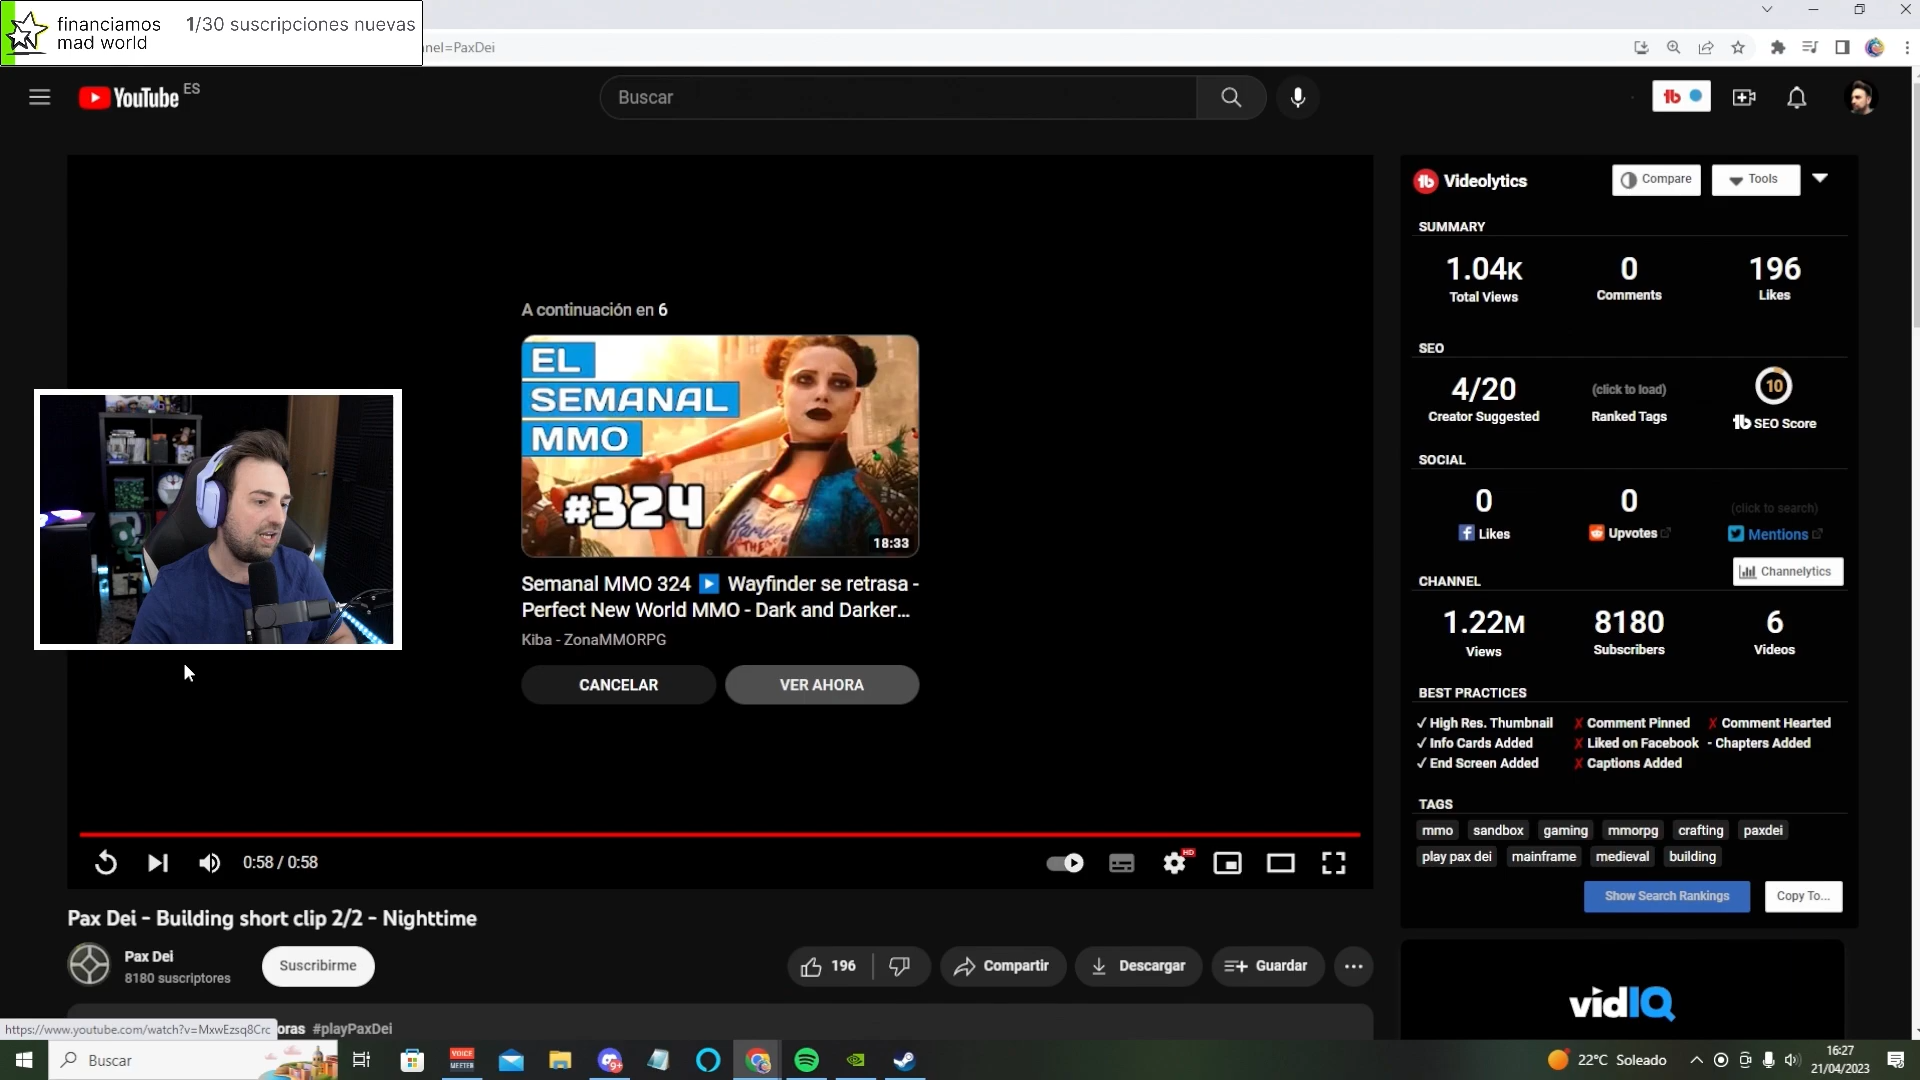 financiamos
mad world
1/30 suscripciones nuevas
nnel=PaxDei
YouTube ES
Buscar
A continuación en 6
EL
SEMANAL
MMO
#324
18:33
Semanal MMO 324 ▶ Wayfinder se retrasa -
Perfect New World MMO - Dark and Darker...
Kiba - ZonaMMORPG
CANCELAR
VER AHORA
0:58 / 0:58
HD
Pax Dei - Building short clip 2/2 - Nighttime
Pax Dei
8180 suscriptores
Suscribirme
196
Compartir
Descargar
Guardar
oras #playPaxDei
https://www.youtube.com/watch?v=MxwEzsq8Crc
Videolytics
Compare
Tools
SUMMARY
1.04K 0 196
Total Views Comments Likes
SEO
4/20 (click to load) 10
Creator Suggested Ranked Tags tb SEO Score
SOCIAL
0 0 (click to search)
Likes Upvotes Mentions
Channelytics
CHANNEL
1.22M 8180 6
Views Subscribers Videos
BEST PRACTICES
✓ High Res. Thumbnail ✗ Comment Pinned ✗ Comment Hearted
✓ Info Cards Added ✗ Liked on Facebook - Chapters Added
✓ End Screen Added ✗ Captions Added
TAGS
mmo sandbox gaming mmorpg crafting paxdei
play pax dei mainframe medieval building
Show Search Rankings
Copy To...
vidIQ
Buscar
VOICE
MEETER
9+
22°C Soleado
16:27
21/04/2023